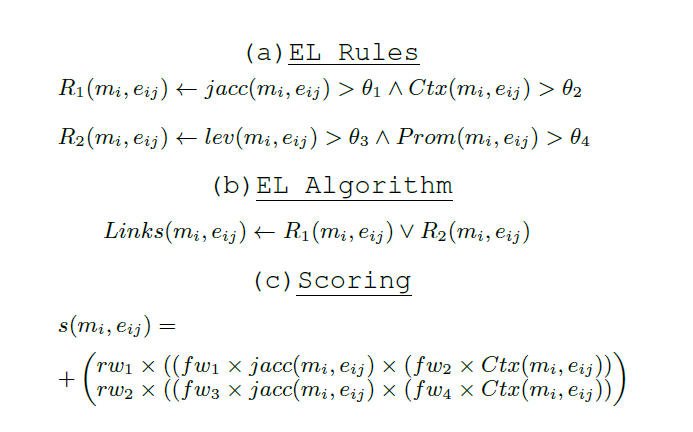 (a) EL Rules
R₁(mᵢ, eᵢⱼ) ← jacc(mᵢ, eᵢⱼ) > θ₁ ∧ Ctx(mᵢ, eᵢⱼ) > θ₂
R₂(mᵢ, eᵢⱼ) ← lev(mᵢ, eᵢⱼ) > θ₃ ∧ Prom(mᵢ, eᵢⱼ) > θ₄
(b) EL Algorithm
Links(mᵢ, eᵢⱼ) ← R₁(mᵢ, eᵢⱼ) ∨ R₂(mᵢ, eᵢⱼ)
(c) Scoring
s(mᵢ, eᵢⱼ) =
+ (rw₁ × ((fw₁ × jacc(mᵢ, eᵢⱼ) × (fw₂ × Ctx(mᵢ, eᵢⱼ))
rw₂ × ((fw₃ × jacc(mᵢ, eᵢⱼ) × (fw₄ × Ctx(mᵢ, eᵢⱼ)))